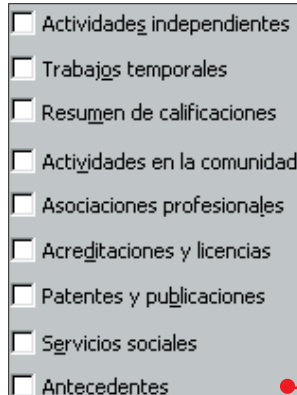 Actividades independientes
Trabajos temporales
Resumen de calificaciones
Actividades en la comunidad
Asociaciones profesionales
Acreditaciones y licencias
Patentes y publicaciones
Servicios sociales
Antecedentes